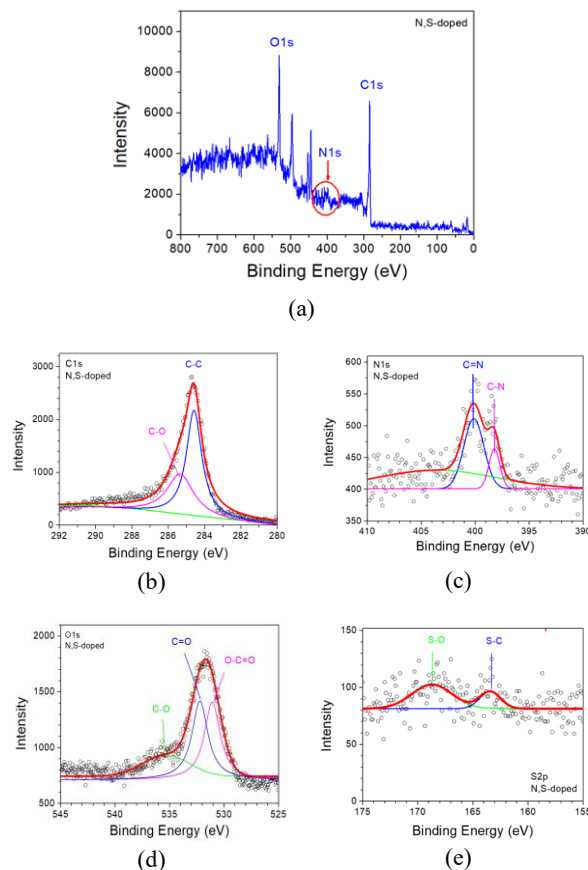 N,S-doped
O1s
C1s
N1s
Intensity
10000
8000
6000
4000
2000
0
800 700 600 500 400 300 200 100 0
Binding Energy (eV)
(a)
C1s
N,S-doped
C-C
C-O
Intensity
3000
2000
1000
0
292 290 288 286 284 282 280
Binding Energy (eV)
(b)
N1s
N,S-doped
C=N
C-N
Intensity
600
550
500
450
400
350
410 405 400 398 395 390
Binding Energy (eV)
(c)
O1s
N,S-doped
C=O
O-C=O
C-O
Intensity
2000
1500
1000
500
545 540 535 530 525
Binding Energy (eV)
(d)
S-O
S-C
S2p
N,S-doped
Intensity
150
100
50
0
175 170 165 160 155
Binding Energy (eV)
(e)